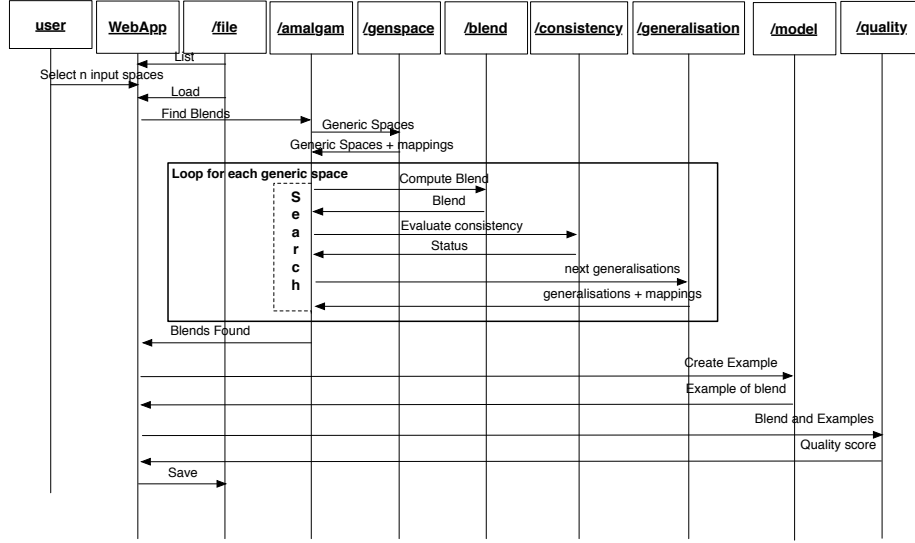 user
WebApp
/file
/amalgam
/genspace
/blend
/consistency
/generalisation
/model
/quality
List
Select n input spaces
Load
Find Blends
Generic Spaces
Generic Spaces + mappings
Loop for each generic space
Compute Blend
Search
Blend
Evaluate consistency
Status
next generalisations
generalisations + mappings
Blends Found
Create Example
Example of blend
Blend and Examples
Quality score
Save